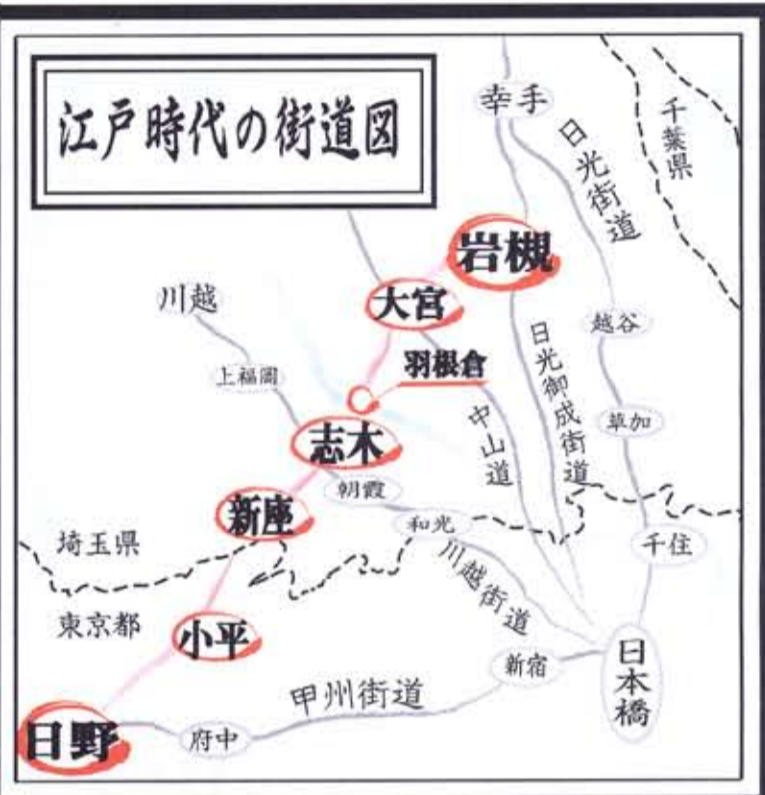 江戸時代の街道図
幸手
千葉県
日光街道
岩槻
川越
大宮
越谷
羽根倉
日光御成街道
上福岡
中山道
草加
志木
朝霞
新座
和光
千住
埼玉県
川越街道
東京都
小平
新宿
日本橋
甲州街道
日野
府中